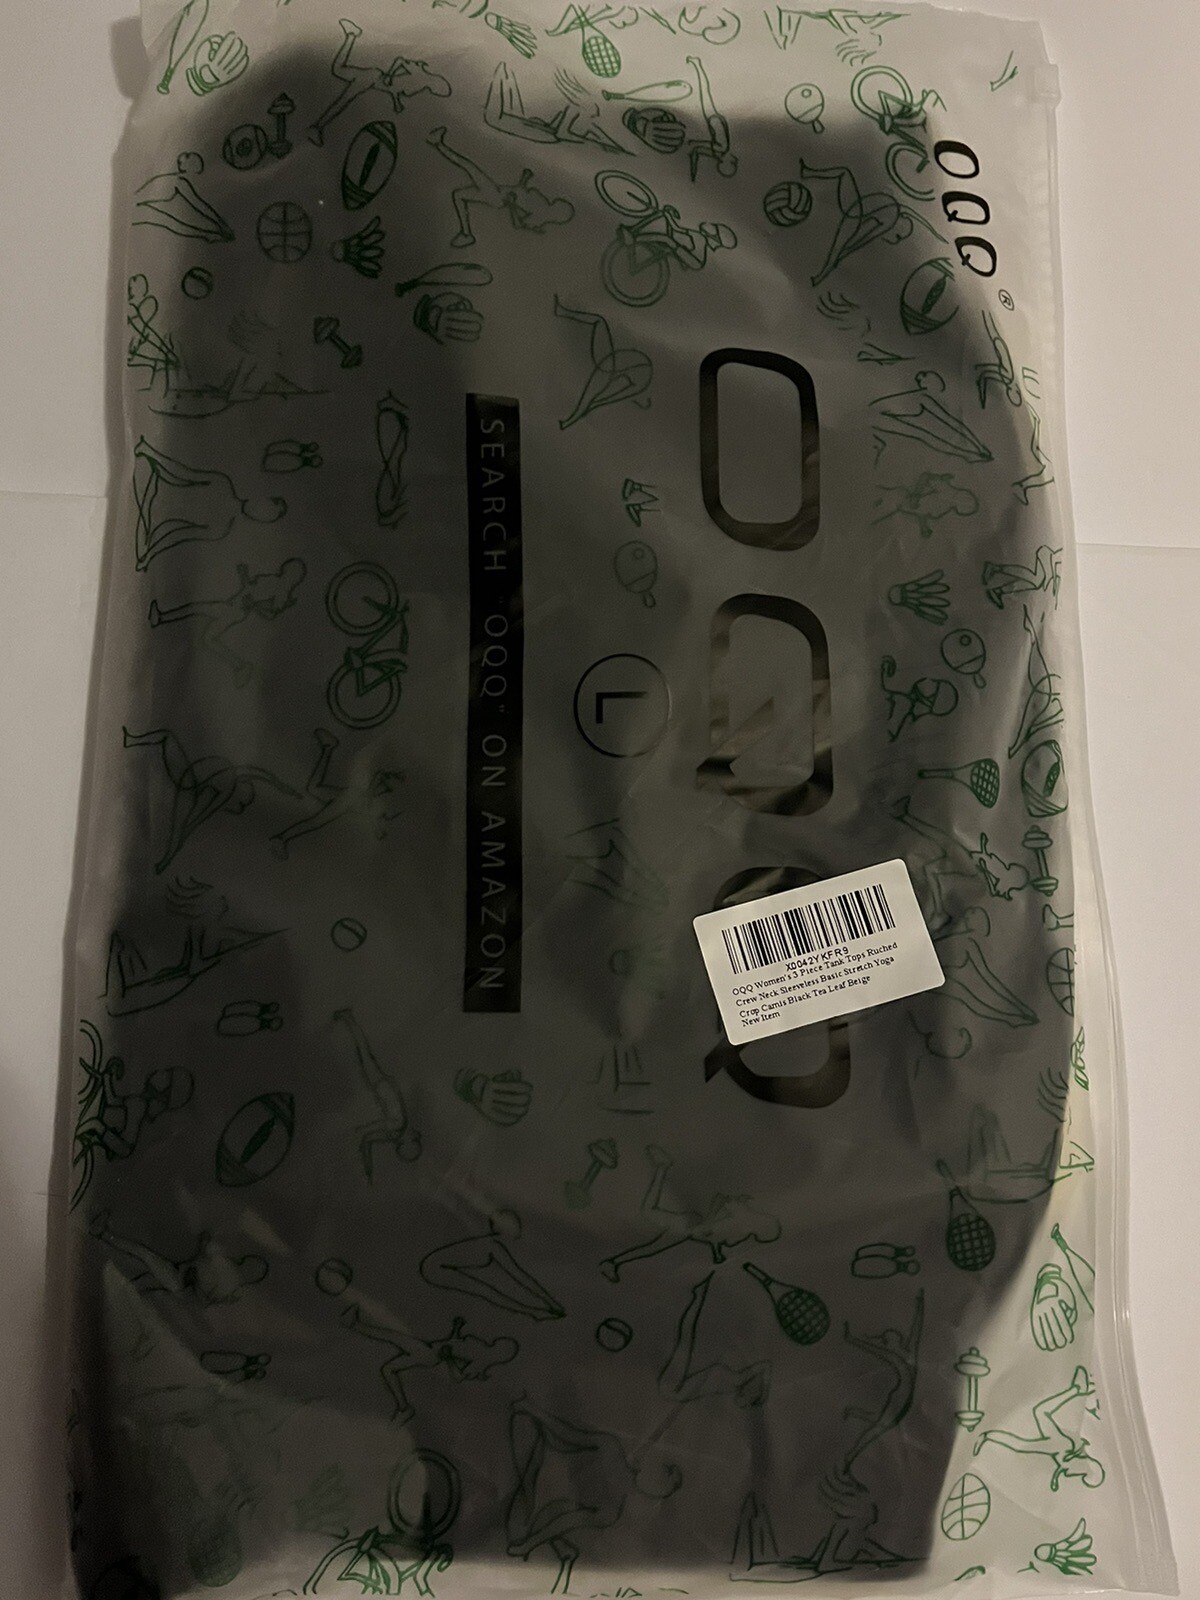 OQQ ®
OQQ
L
SEARCH "OQQ" ON AMAZON
X0042YKFR9
OQQ Women's 3 Piece Tank Tops Ruched
Crew Neck Sleeveless Basic Stretch Yoga
Crop Camis Black Tea Leaf Beige
New Item